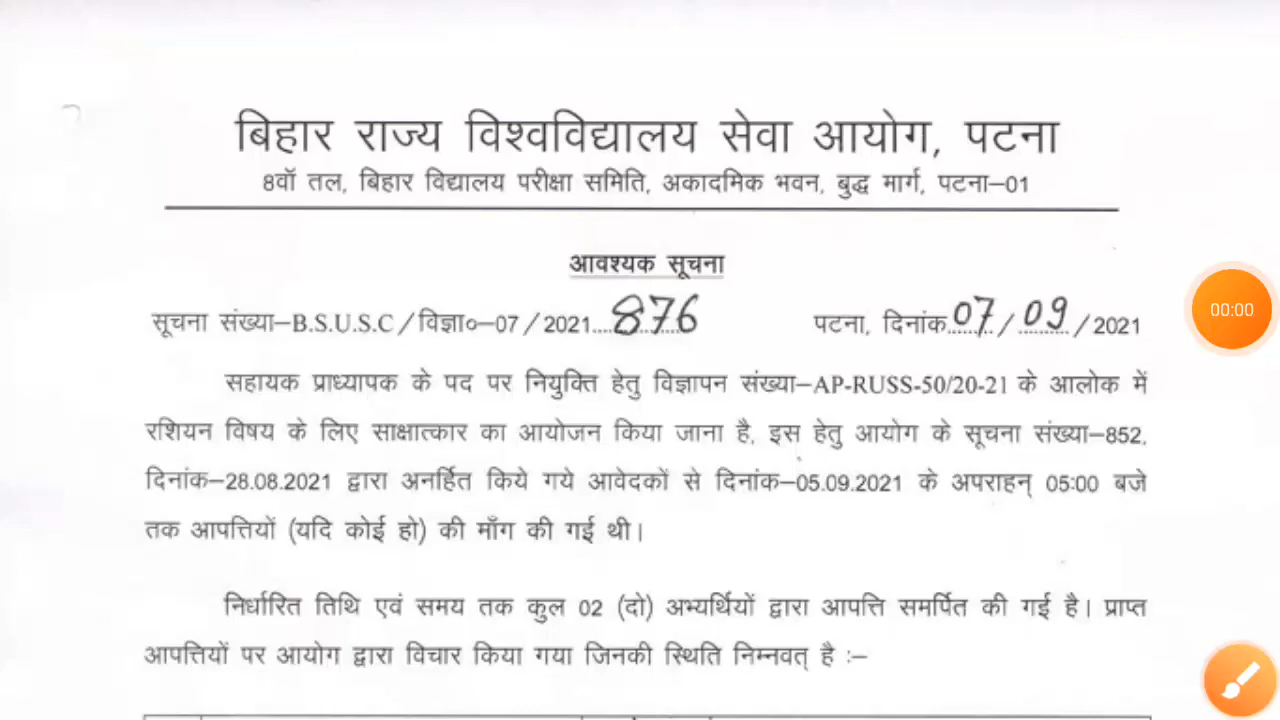 बिहार राज्य विश्वविद्यालय सेवा आयोग, पटना
8वॉ तल, बिहार विद्यालय परीक्षा समिति, अकादमिक भवन, बुद्ध मार्ग, पटना–01
आवश्यक सूचना
सूचना संख्या–B.S.U.S.C/विज्ञा०–07/2021....876 पटना, दिनांक 07/09/2021
सहायक प्राध्यापक के पद पर नियुक्ति हेतु विज्ञापन संख्या–AP-RUSS-50/20-21 के आलोक में
रशियन विषय के लिए साक्षात्कार का आयोजन किया जाना है, इस हेतु आयोग के सूचना संख्या–852,
दिनांक–28.08.2021 द्वारा अनर्हित किये गये आवेदकों से दिनांक–05.09.2021 के अपराहन् 05:00 बजे
तक आपत्तियों (यदि कोई हो) की माँग की गई थी।
निर्धारित तिथि एवं समय तक कुल 02 (दो) अभ्यर्थियों द्वारा आपत्ति समर्पित की गई है। प्राप्त
आपत्तियों पर आयोग द्वारा विचार किया गया जिनकी स्थिति निम्नवत् है :–
00:00